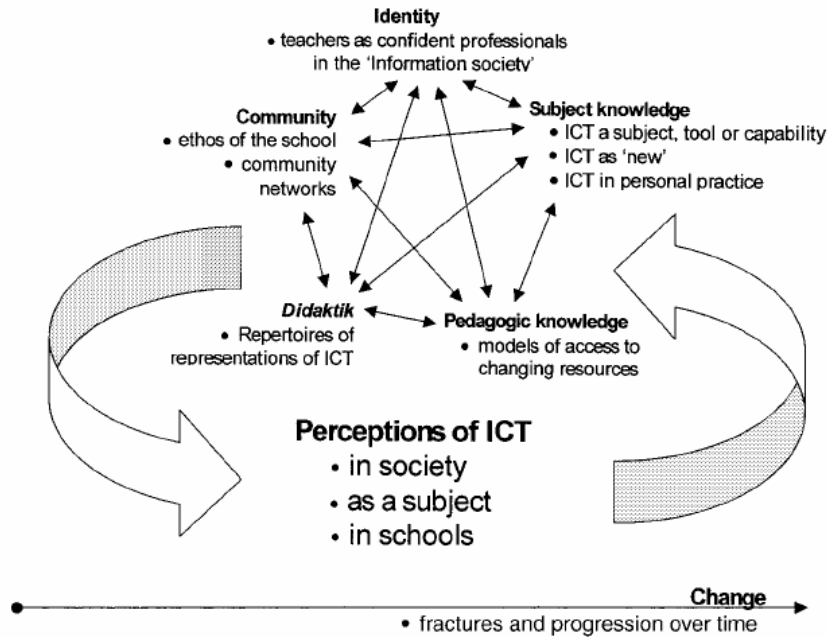 Identity
• teachers as confident professionals
in the ‘Information society’
Community
• ethos of the school
• community
networks
Subject knowledge
• ICT a subject, tool or capability
• ICT as ‘new’
• ICT in personal practice
Didaktik
• Repertoires of
representations of ICT
Pedagogic knowledge
• models of access to
changing resources
Perceptions of ICT
• in society
• as a subject
• in schools
Change
• fractures and progression over time